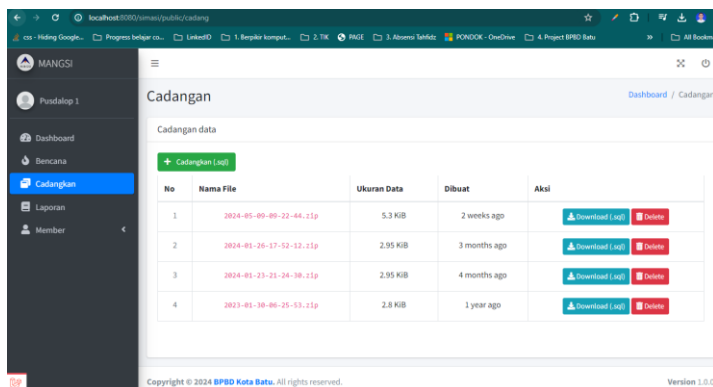 localhost:8080/simasi/public/cadang
css - Hiding Google... Progress belajar co... LinkedID 1. Berpikir komput... 2. TIK PAGE 3. Absensi Tahfidz PONDOK - OneDrive 4. Project BPBD Batu » All Bookm
MANGSI
Pusdalop 1
Dashboard
Bencana
Cadangkan
Laporan
Member
Cadangan
Dashboard / Cadangan
Cadangan data
+ Cadangkan (.sql)
No Nama File Ukuran Data Dibuat Aksi
1 2024-05-09-09-22-44.zip 5.3 KiB 2 weeks ago Download (.sql) Delete
2 2024-01-26-17-52-12.zip 2.95 KiB 3 months ago Download (.sql) Delete
3 2024-01-23-21-24-30.zip 2.95 KiB 4 months ago Download (.sql) Delete
4 2023-01-30-06-25-53.zip 2.8 KiB 1 year ago Download (.sql) Delete
Copyright © 2024 BPBD Kota Batu. All rights reserved.
Version 1.0.0